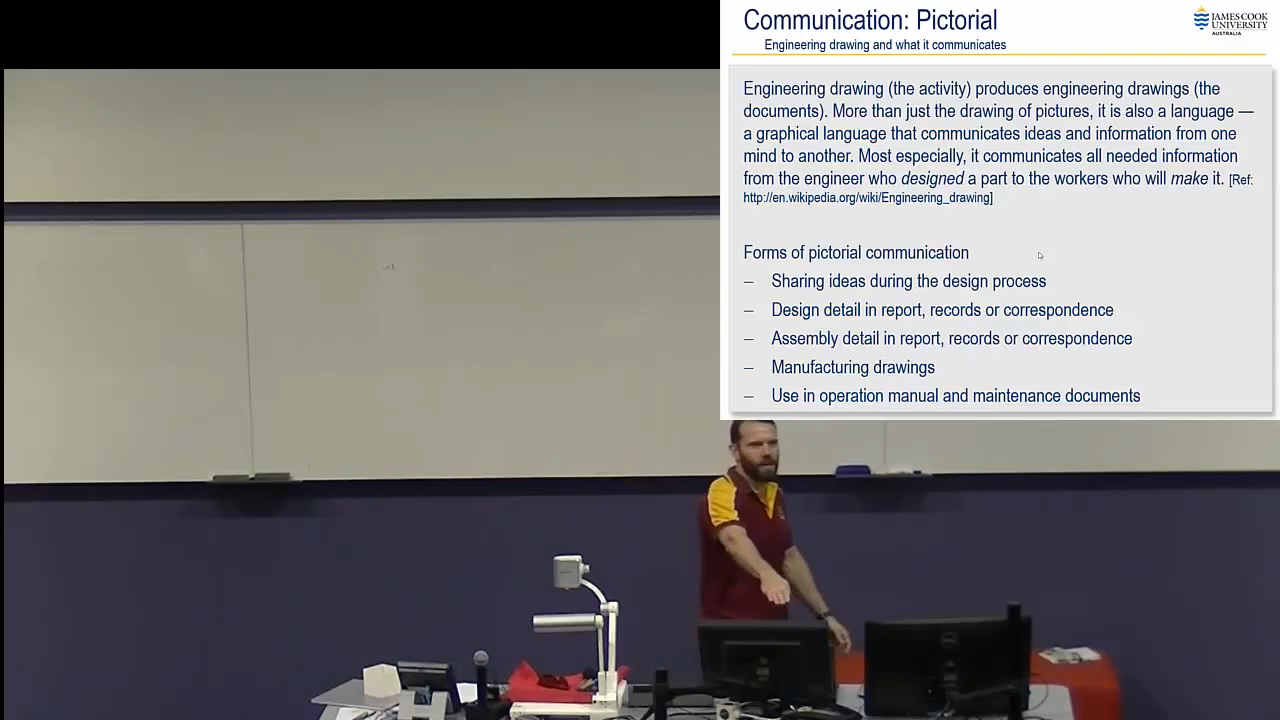 Communication: Pictorial
Engineering drawing and what it communicates
JAMES COOK
UNIVERSITY
AUSTRALIA
Engineering drawing (the activity) produces engineering drawings (the
documents). More than just the drawing of pictures, it is also a language —
a graphical language that communicates ideas and information from one
mind to another. Most especially, it communicates all needed information
from the engineer who designed a part to the workers who will make it. [Ref:
http://en.wikipedia.org/wiki/Engineering_drawing]
Forms of pictorial communication
– Sharing ideas during the design process
– Design detail in report, records or correspondence
– Assembly detail in report, records or correspondence
– Manufacturing drawings
– Use in operation manual and maintenance documents